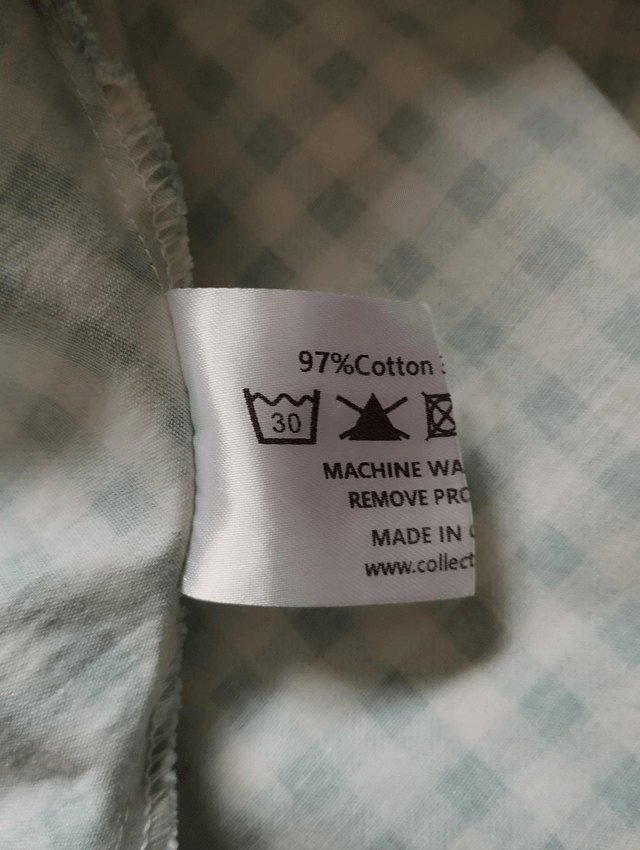 97%Cotton
30
MACHINE WA
REMOVE PRO
MADE IN
www.collect